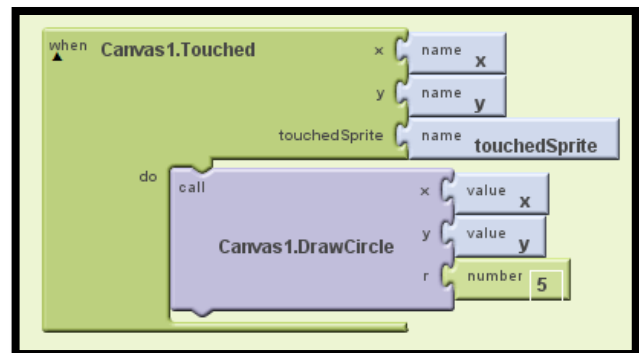 when Canvas1.Touched x name x
y name y
touchedSprite name touchedSprite
do call x value x
Canvas1.DrawCircle y value y
r number 5